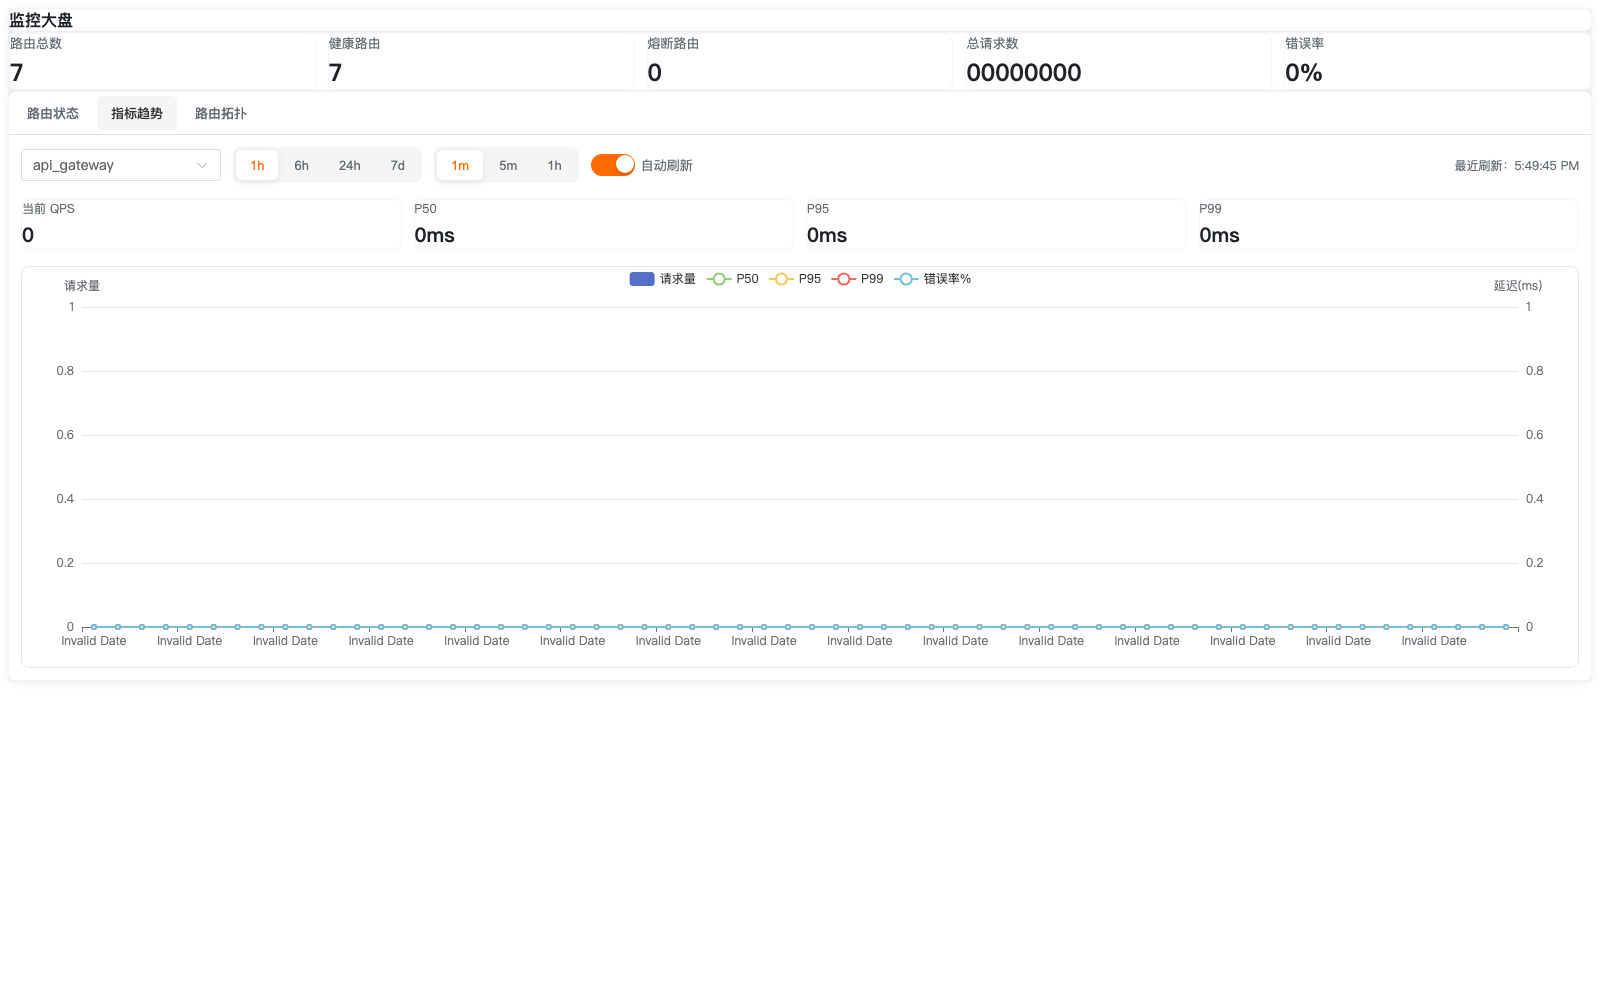 监控大盘
路由总数 健康路由 熔断路由 总请求数 错误率
7 7 0 00000000 0%
路由状态 指标趋势 路由拓扑
api_gateway 1h 6h 24h 7d 1m 5m 1h 自动刷新 最近刷新: 5:49:45 PM
当前 QPS P50 P95 P99
0 0ms 0ms 0ms
请求量 P50 P95 P99 错误率%
请求量 延迟(ms)
1 1
0.8 0.8
0.6 0.6
0.4 0.4
0.2 0.2
0 0
Invalid Date Invalid Date Invalid Date Invalid Date Invalid Date Invalid Date Invalid Date Invalid Date Invalid Date Invalid Date Invalid Date Invalid Date Invalid Date Invalid Date Invalid Date